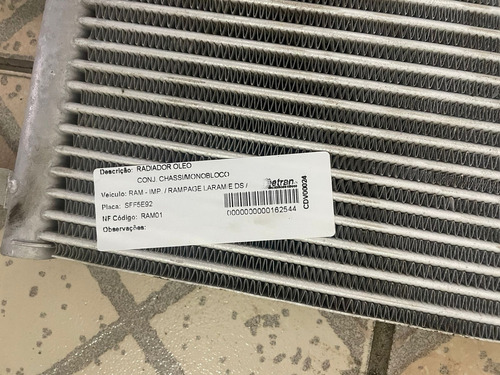 Descrição: RADIADOR OLEO
CONJ. CHASSI/MONOBLOCO
Veículo: RAM - IMP. / RAMPAGE LARAMIE DS /
Placa: SFF5E92
NF Código: RAM01
Observações:
detran
0000000000162544
CDV00024